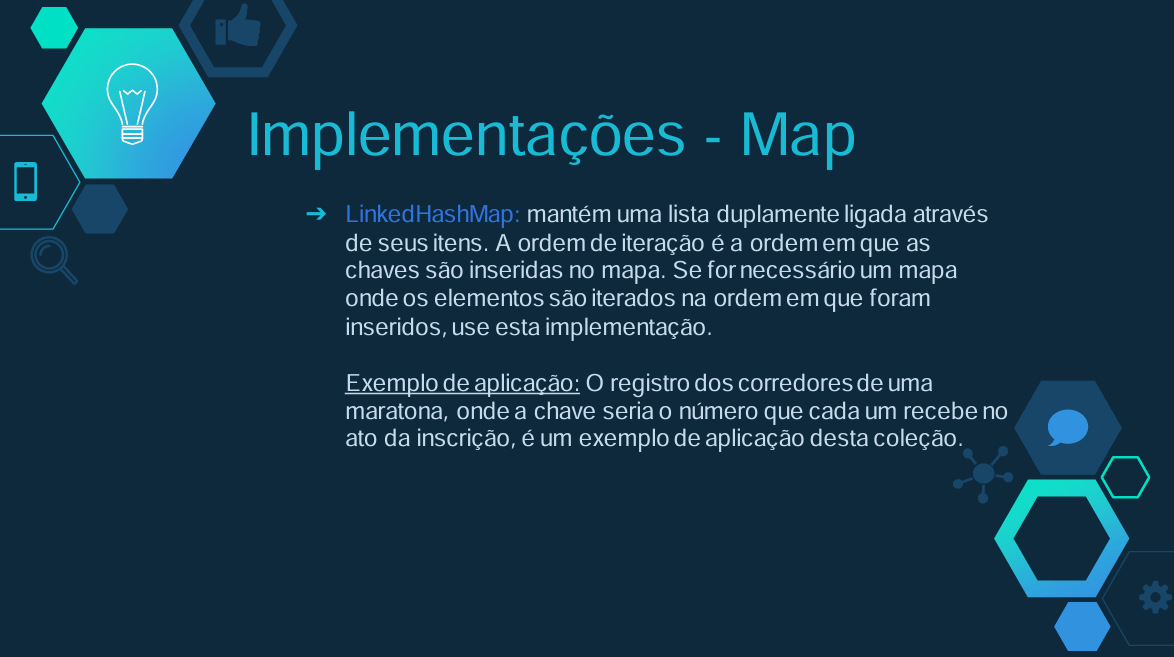 Implementações - Map
➔ LinkedHashMap: mantém uma lista duplamente ligada através
de seus itens. A ordem de iteração é a ordem em que as
chaves são inseridas no mapa. Se for necessário um mapa
onde os elementos são iterados na ordem em que foram
inseridos, use esta implementação.
Exemplo de aplicação: O registro dos corredores de uma
maratona, onde a chave seria o número que cada um recebe no
ato da inscrição, é um exemplo de aplicação desta coleção.